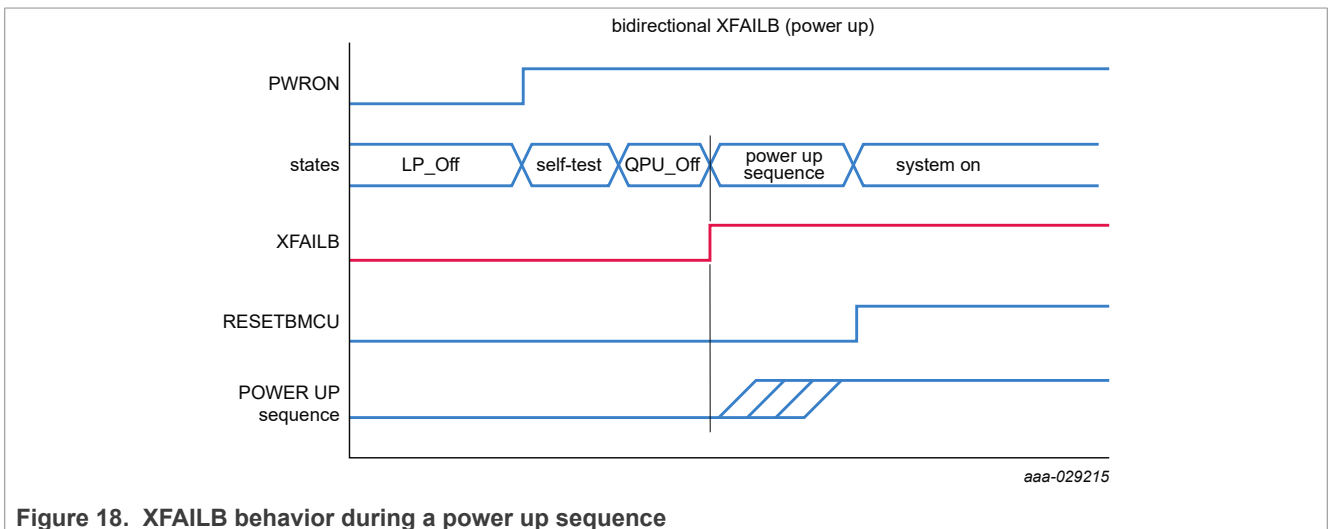 bidirectional XFAILB (power up)
PWRON
states
LP_Off
self-test
QPU_Off
power up
sequence
system on
XFAILB
RESETBMCU
POWER UP
sequence
aaa-029215
Figure 18. XFAILB behavior during a power up sequence